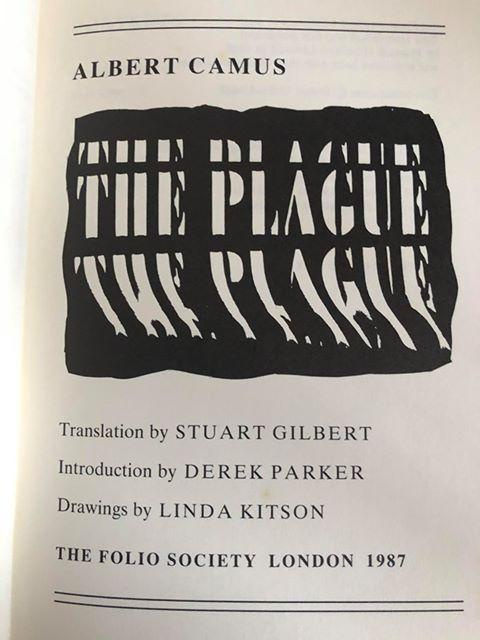 ALBERT CAMUS
THE PLAGUE
THE PLAGUE
Translation by STUART GILBERT
Introduction by DEREK PARKER
Drawings by LINDA KITSON
THE FOLIO SOCIETY LONDON 1987